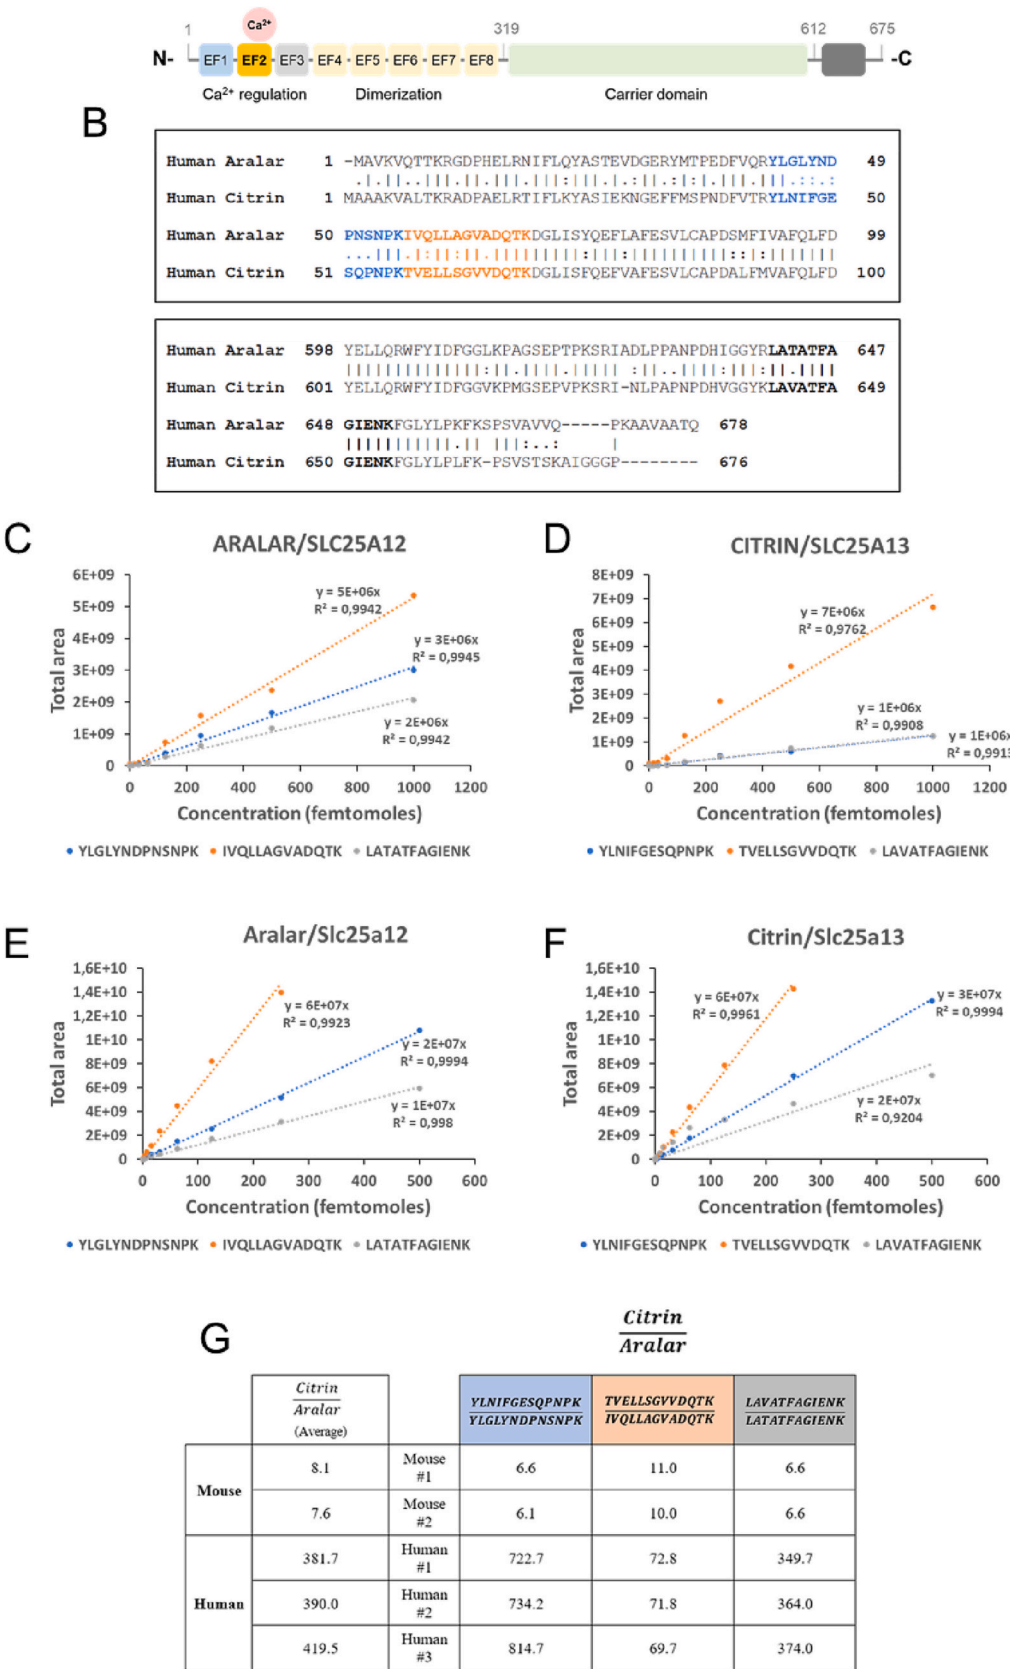 Ca²⁺
1 319 612 675
N- EF1 EF2 EF3 EF4 EF5 EF6 EF7 EF8 -C
Ca²⁺ regulation Dimerization Carrier domain
B
Human Aralar 1 -MAVKVQTTKRGDPHELRNIFLQYASTEVDGERYMTPEDFVQRYLGLYND 49
Human Citrin 1 MAAAKVALTKRADPAELRTIFLKYASIEKNGEFFMSPNDFVTRYLNIFGE 50
Human Aralar 50 PNSNPKIVQLLAGVADQTKDGLISYQEFLAFESVLCAPDSMFIVAFQLFD 99
Human Citrin 51 SQPNPKTVELLSGVVDQTKDGLISFQEFVAFESVLCAPDALFMVAFQLFD 100
Human Aralar 598 YELLQRWFYIDFGGLKPAGSEPTPKSRIADLPPANPDHIGGYRLATATFA 647
Human Citrin 601 YELLQRWFYIDFGGVKPMGSEPVPKSRI-NLPAPNPDHVGGYKLAVATFA 649
Human Aralar 648 GIENKFGLYLPKFKSPSVAVVQ-----PKAAVAATQ 678
Human Citrin 650 GIENKFGLYLPLFK-PSVSTSKAIGGGP-------- 676
C
ARALAR/SLC25A12
Total area
6E+09
5E+09
4E+09
3E+09
2E+09
1E+09
0
y = 5E+06x
R² = 0,9942
y = 3E+06x
R² = 0,9945
y = 2E+06x
R² = 0,9942
0 200 400 600 800 1000 1200
Concentration (femtomoles)
YLGLYNDPNSNPK IVQLLAGVADQTK LATATFAGIENK
D
CITRIN/SLC25A13
Total area
8E+09
7E+09
6E+09
5E+09
4E+09
3E+09
2E+09
1E+09
0
y = 7E+06x
R² = 0,9762
y = 1E+06x
R² = 0,9908
y = 1E+06x
R² = 0,9913
0 200 400 600 800 1000 1200
Concentration (femtomoles)
YLNIFGESQPNPK TVELLSGVVDQTK LAVATFAGIENK
E
Aralar/Slc25a12
Total area
1,6E+10
1,4E+10
1,2E+10
1E+10
8E+09
6E+09
4E+09
2E+09
0
y = 6E+07x
R² = 0,9923
y = 2E+07x
R² = 0,9994
y = 1E+07x
R² = 0,998
0 100 200 300 400 500 600
Concentration (femtomoles)
YLGLYNDPNSNPK IVQLLAGVADQTK LATATFAGIENK
F
Citrin/Slc25a13
Total area
1,6E+10
1,4E+10
1,2E+10
1E+10
8E+09
6E+09
4E+09
2E+09
0
y = 6E+07x
R² = 0,9961
y = 3E+07x
R² = 0,9994
y = 2E+07x
R² = 0,9204
0 100 200 300 400 500 600
Concentration (femtomoles)
YLNIFGESQPNPK TVELLSGVVDQTK LAVATFAGIENK
G
Citrin
Aralar
Citrin
Aralar
(Average)
YLNIFGESQPNPK TVELLSGVVDQTK LAVATFAGIENK
YLGLYNDPNSNPK IVQLLAGVADQTK LATATFAGIENK
Mouse
8.1 Mouse #1 6.6 11.0 6.6
7.6 Mouse #2 6.1 10.0 6.6
Human
381.7 Human #1 722.7 72.8 349.7
390.0 Human #2 734.2 71.8 364.0
419.5 Human #3 814.7 69.7 374.0